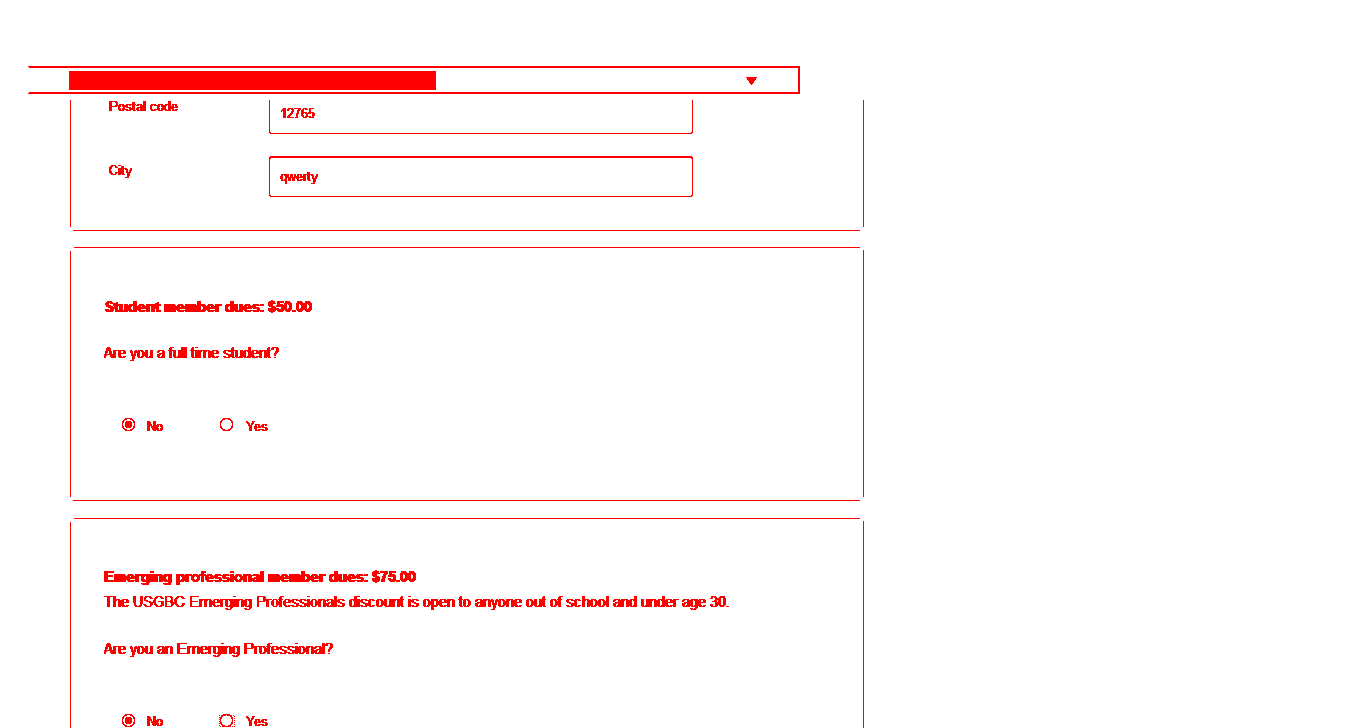 Postal code
12765
City
qwerty
Student member dues: $50.00
Are you a full time student?
No Yes
Emerging professional member dues: $75.00
The USGBC Emerging Professionals discount is open to anyone out of school and under age 30.
Are you an Emerging Professional?
No Yes